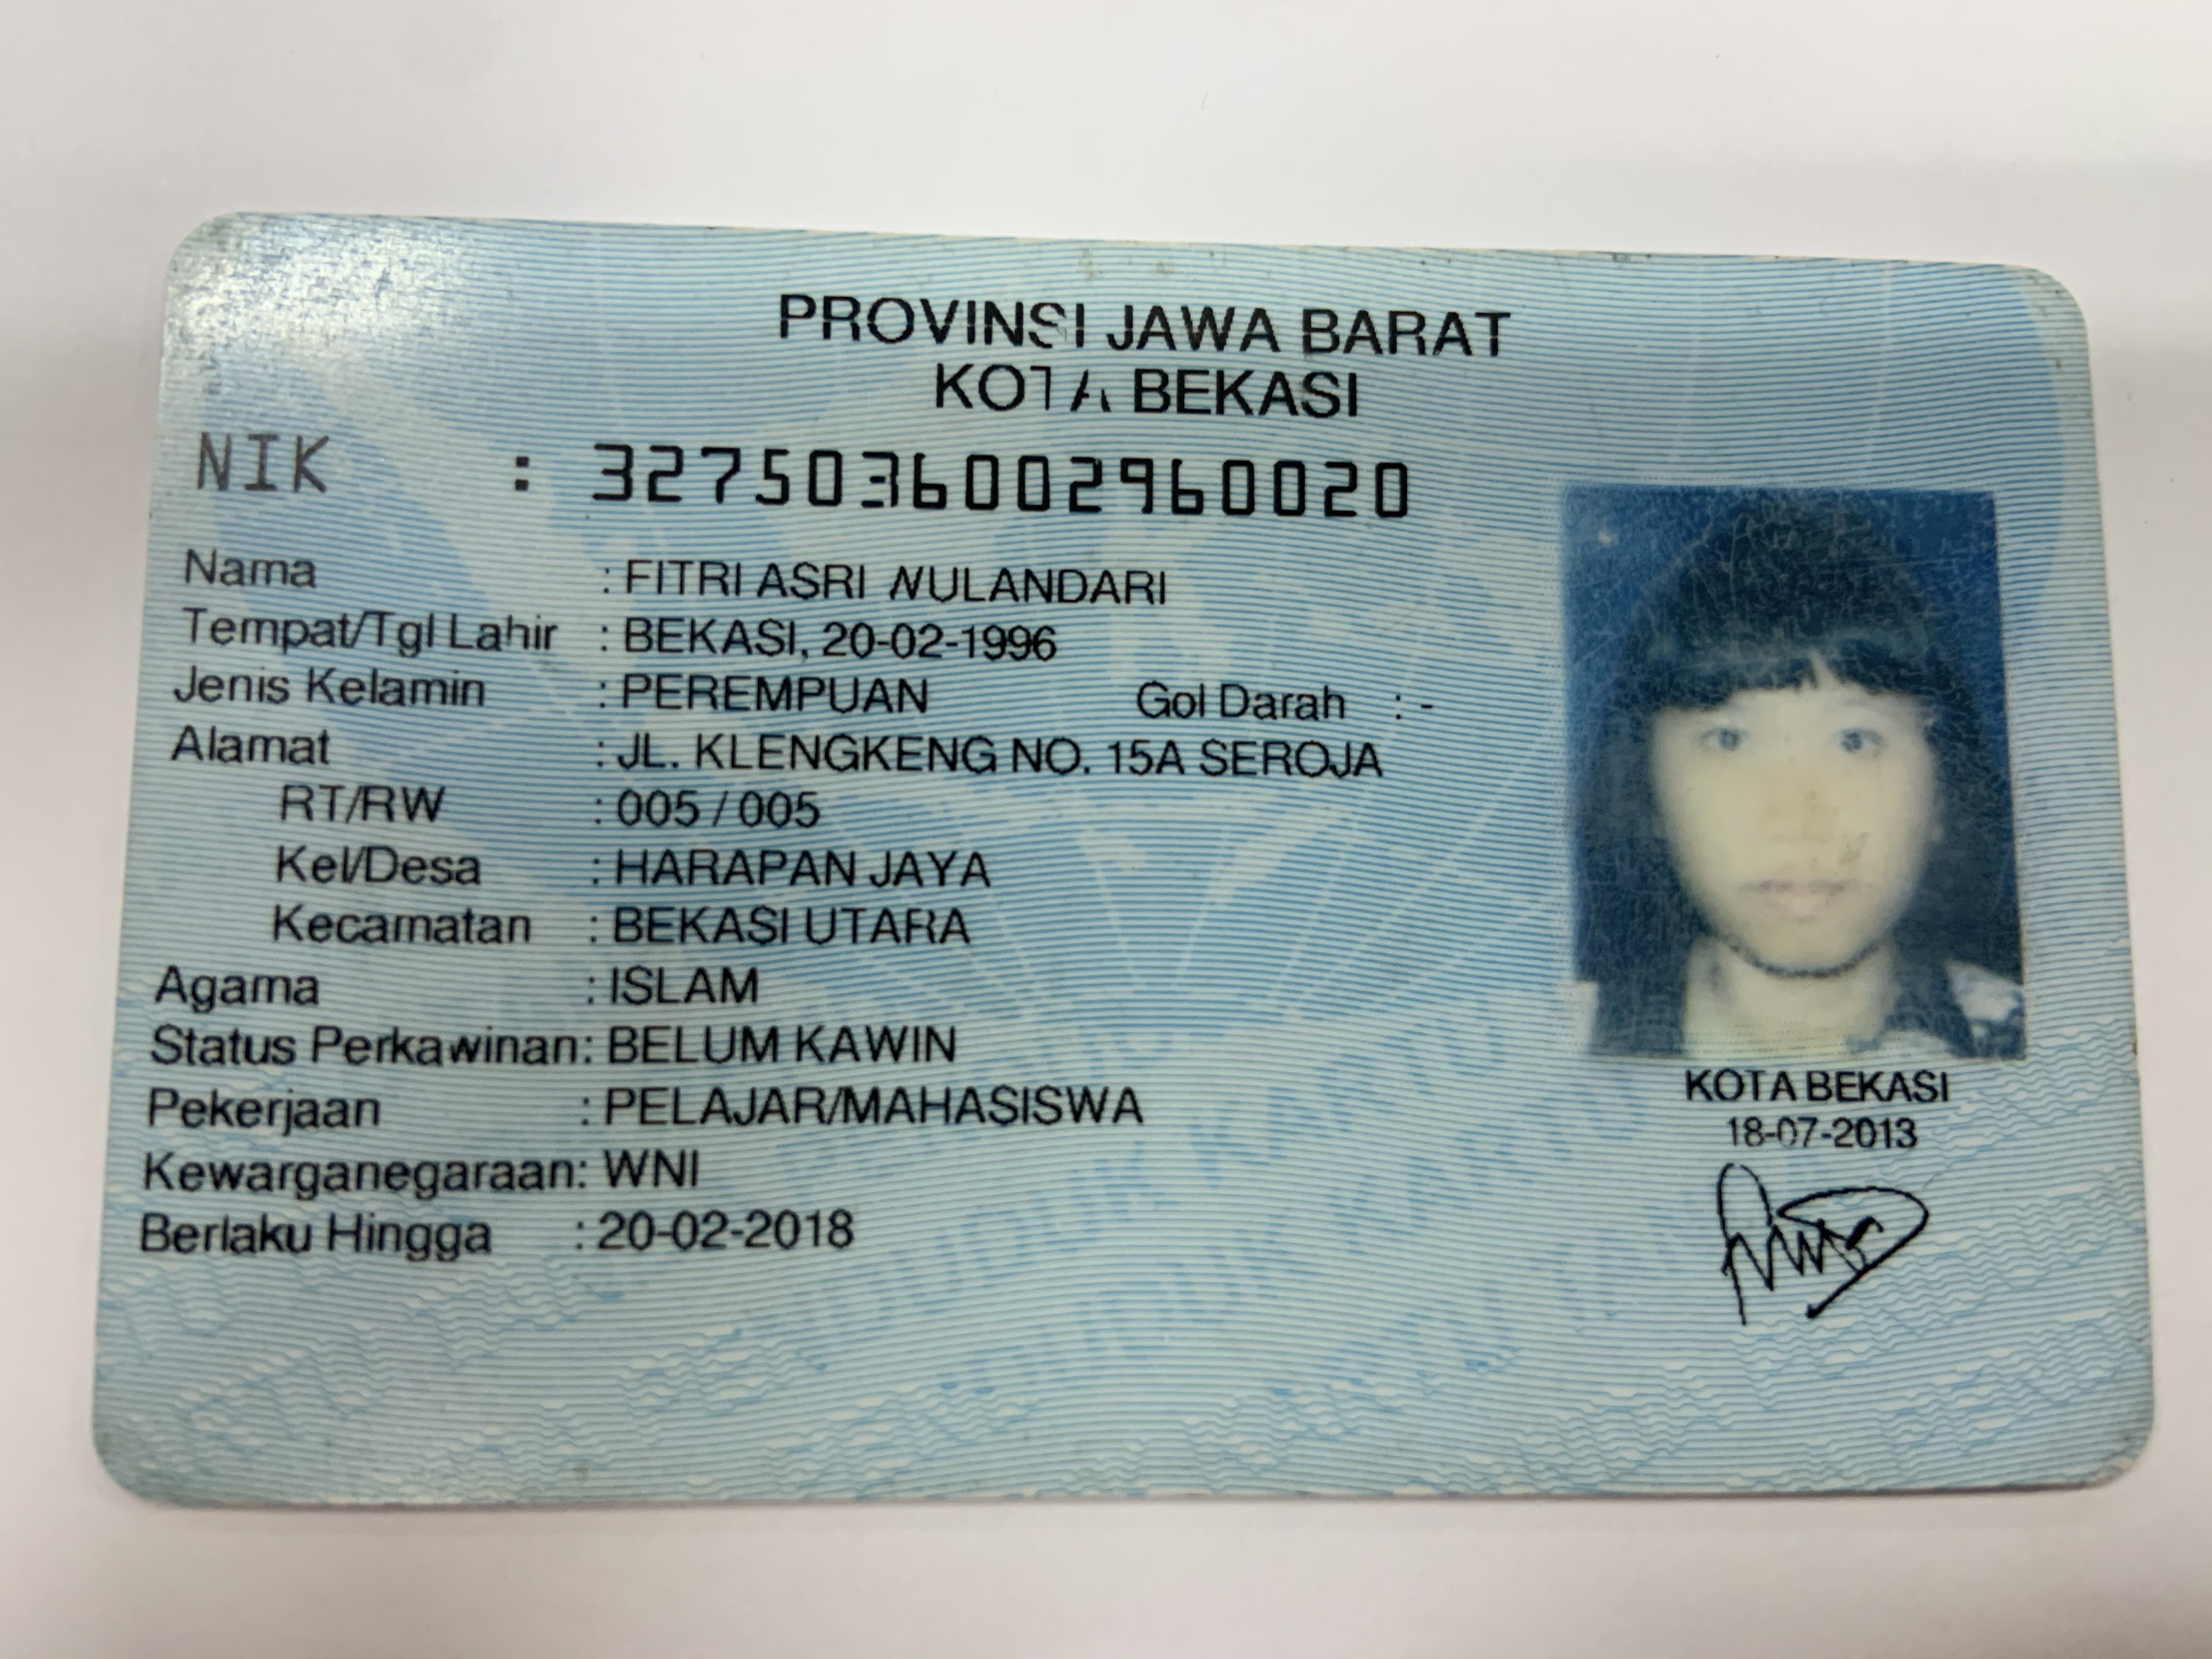 PROVINSI JAWA BARAT
KOTA BEKASI
NIK : 3275036002960020
Nama : FITRI ASRI WULANDARI
Tempat/Tgl Lahir : BEKASI, 20-02-1996
Jenis Kelamin : PEREMPUAN Gol Darah : -
Alamat : JL. KLENGKENG NO. 15A SEROJA
RT/RW : 005 / 005
Kel/Desa : HARAPAN JAYA
Kecamatan : BEKASI UTARA
Agama : ISLAM
Status Perkawinan: BELUM KAWIN
Pekerjaan : PELAJAR/MAHASISWA
Kewarganegaraan: WNI
Berlaku Hingga : 20-02-2018
KOTA BEKASI
18-07-2013